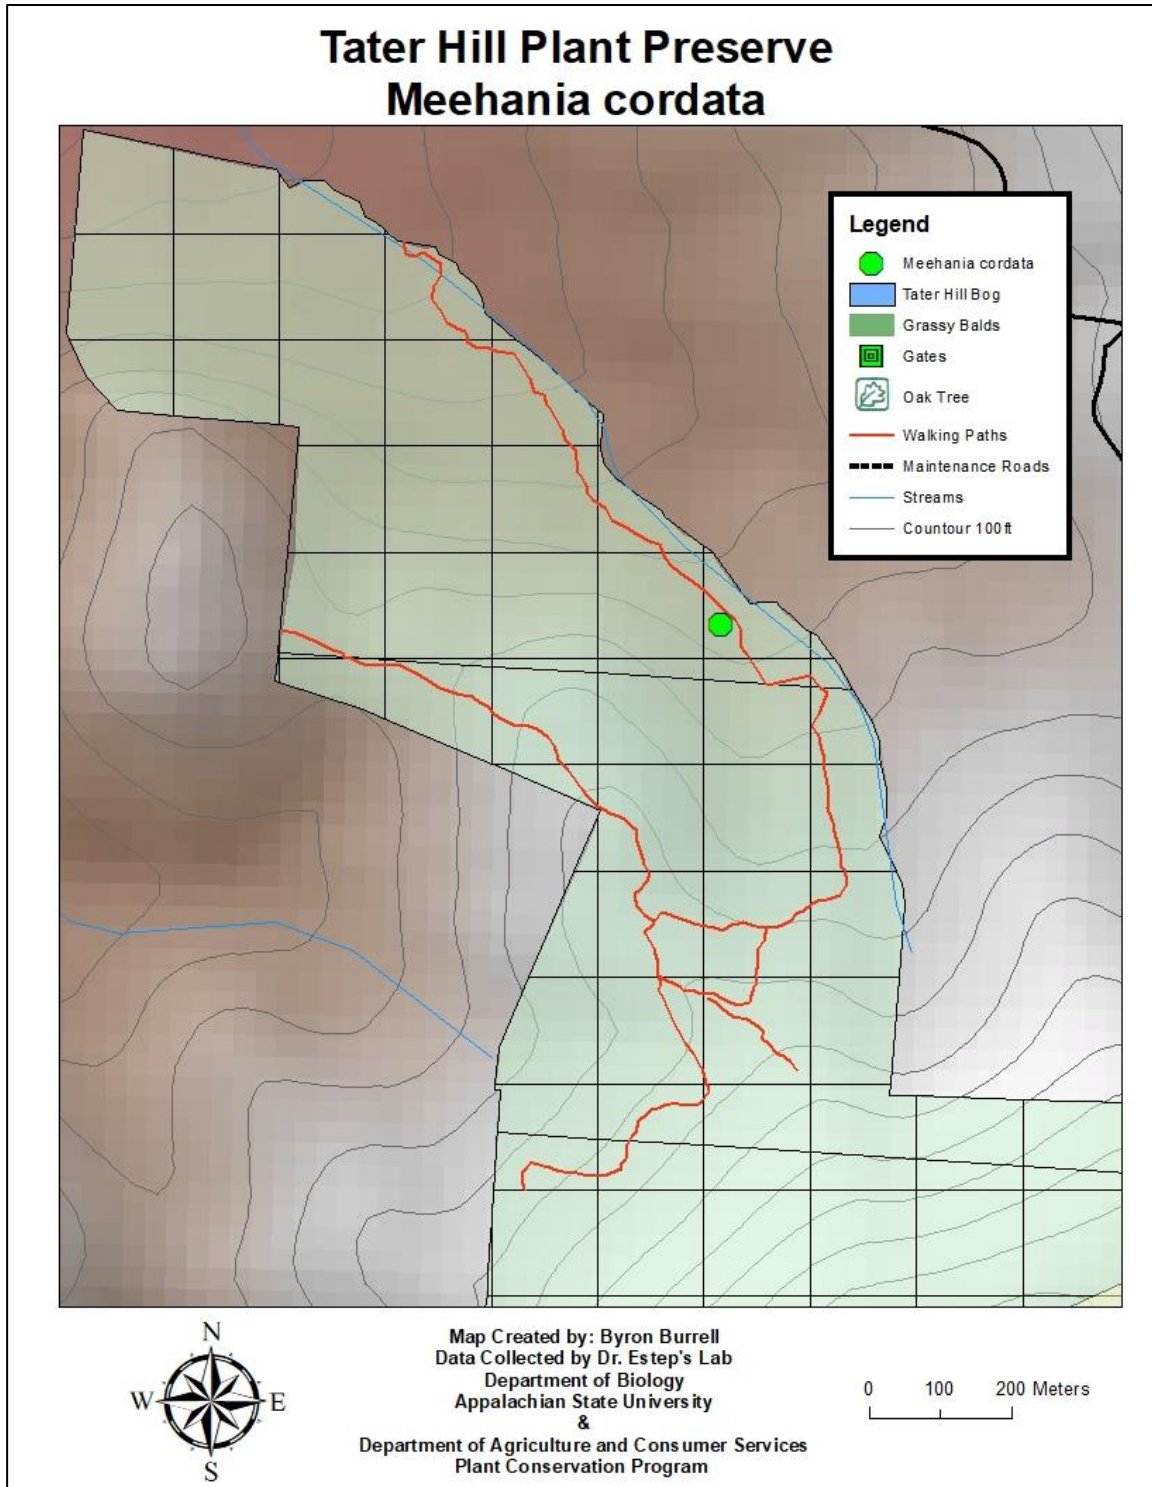 Tater Hill Plant Preserve
Meehania cordata
Legend
Meehania cordata
Tater Hill Bog
Grassy Balds
Gates
Oak Tree
Walking Paths
Maintenance Roads
Streams
Countour 100ft
N
W E
S
Map Created by: Byron Burrell
Data Collected by Dr. Estep's Lab
Department of Biology
Appalachian State University
&
Department of Agriculture and Consumer Services
Plant Conservation Program
0 100 200 Meters